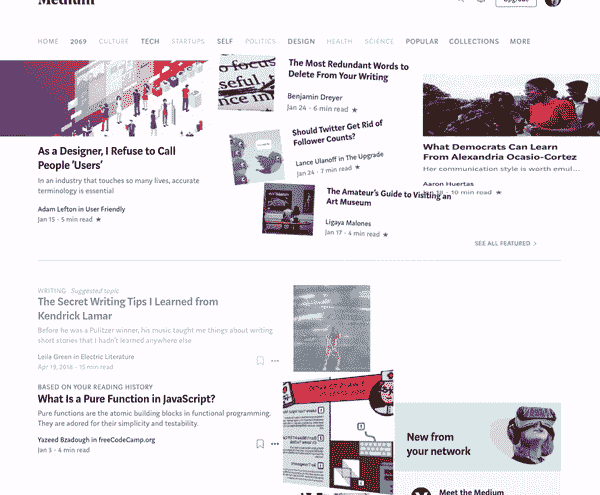 Medium
Upgrade
HOME 2069 CULTURE TECH STARTUPS SELF POLITICS DESIGN HEALTH SCIENCE POPULAR COLLECTIONS MORE
As a Designer, I Refuse to Call
People 'Users'
In an industry that touches so many lives, accurate
terminology is essential
Adam Lefton in User Friendly
Jan 15 · 5 min read ★
o focus
seful.
nce in
The Most Redundant Words to
Delete From Your Writing
Benjamin Dreyer
Jan 24 · 6 min read ★
Should Twitter Get Rid of
Follower Counts?
Lance Ulanoff in The Upgrade
Jan 24 · 7 min read ★
The Amateur's Guide to Visiting an
Art Museum
Ligaya Malones
Jan 17 · 4 min read ★
What Democrats Can Learn
From Alexandria Ocasio-Cortez
Her communication style is worth emul...
Aaron Huertas
10 min read ★
SEE ALL FEATURED >
WRITING Suggested topic
The Secret Writing Tips I Learned from
Kendrick Lamar
Before he was a Pulitzer winner, his music taught me things about writing
short stories that I hadn't learned anywhere else
Leila Green in Electric Literature
Apr 19, 2018 · 15 min read
BASED ON YOUR READING HISTORY
What Is a Pure Function in JavaScript?
Pure functions are the atomic building blocks in functional programming.
They are adored for their simplicity and testability.
Yazeed Bzadough in freeCodeCamp.org
Jan 3 · 4 min read
New from
your network
Meet the Medium